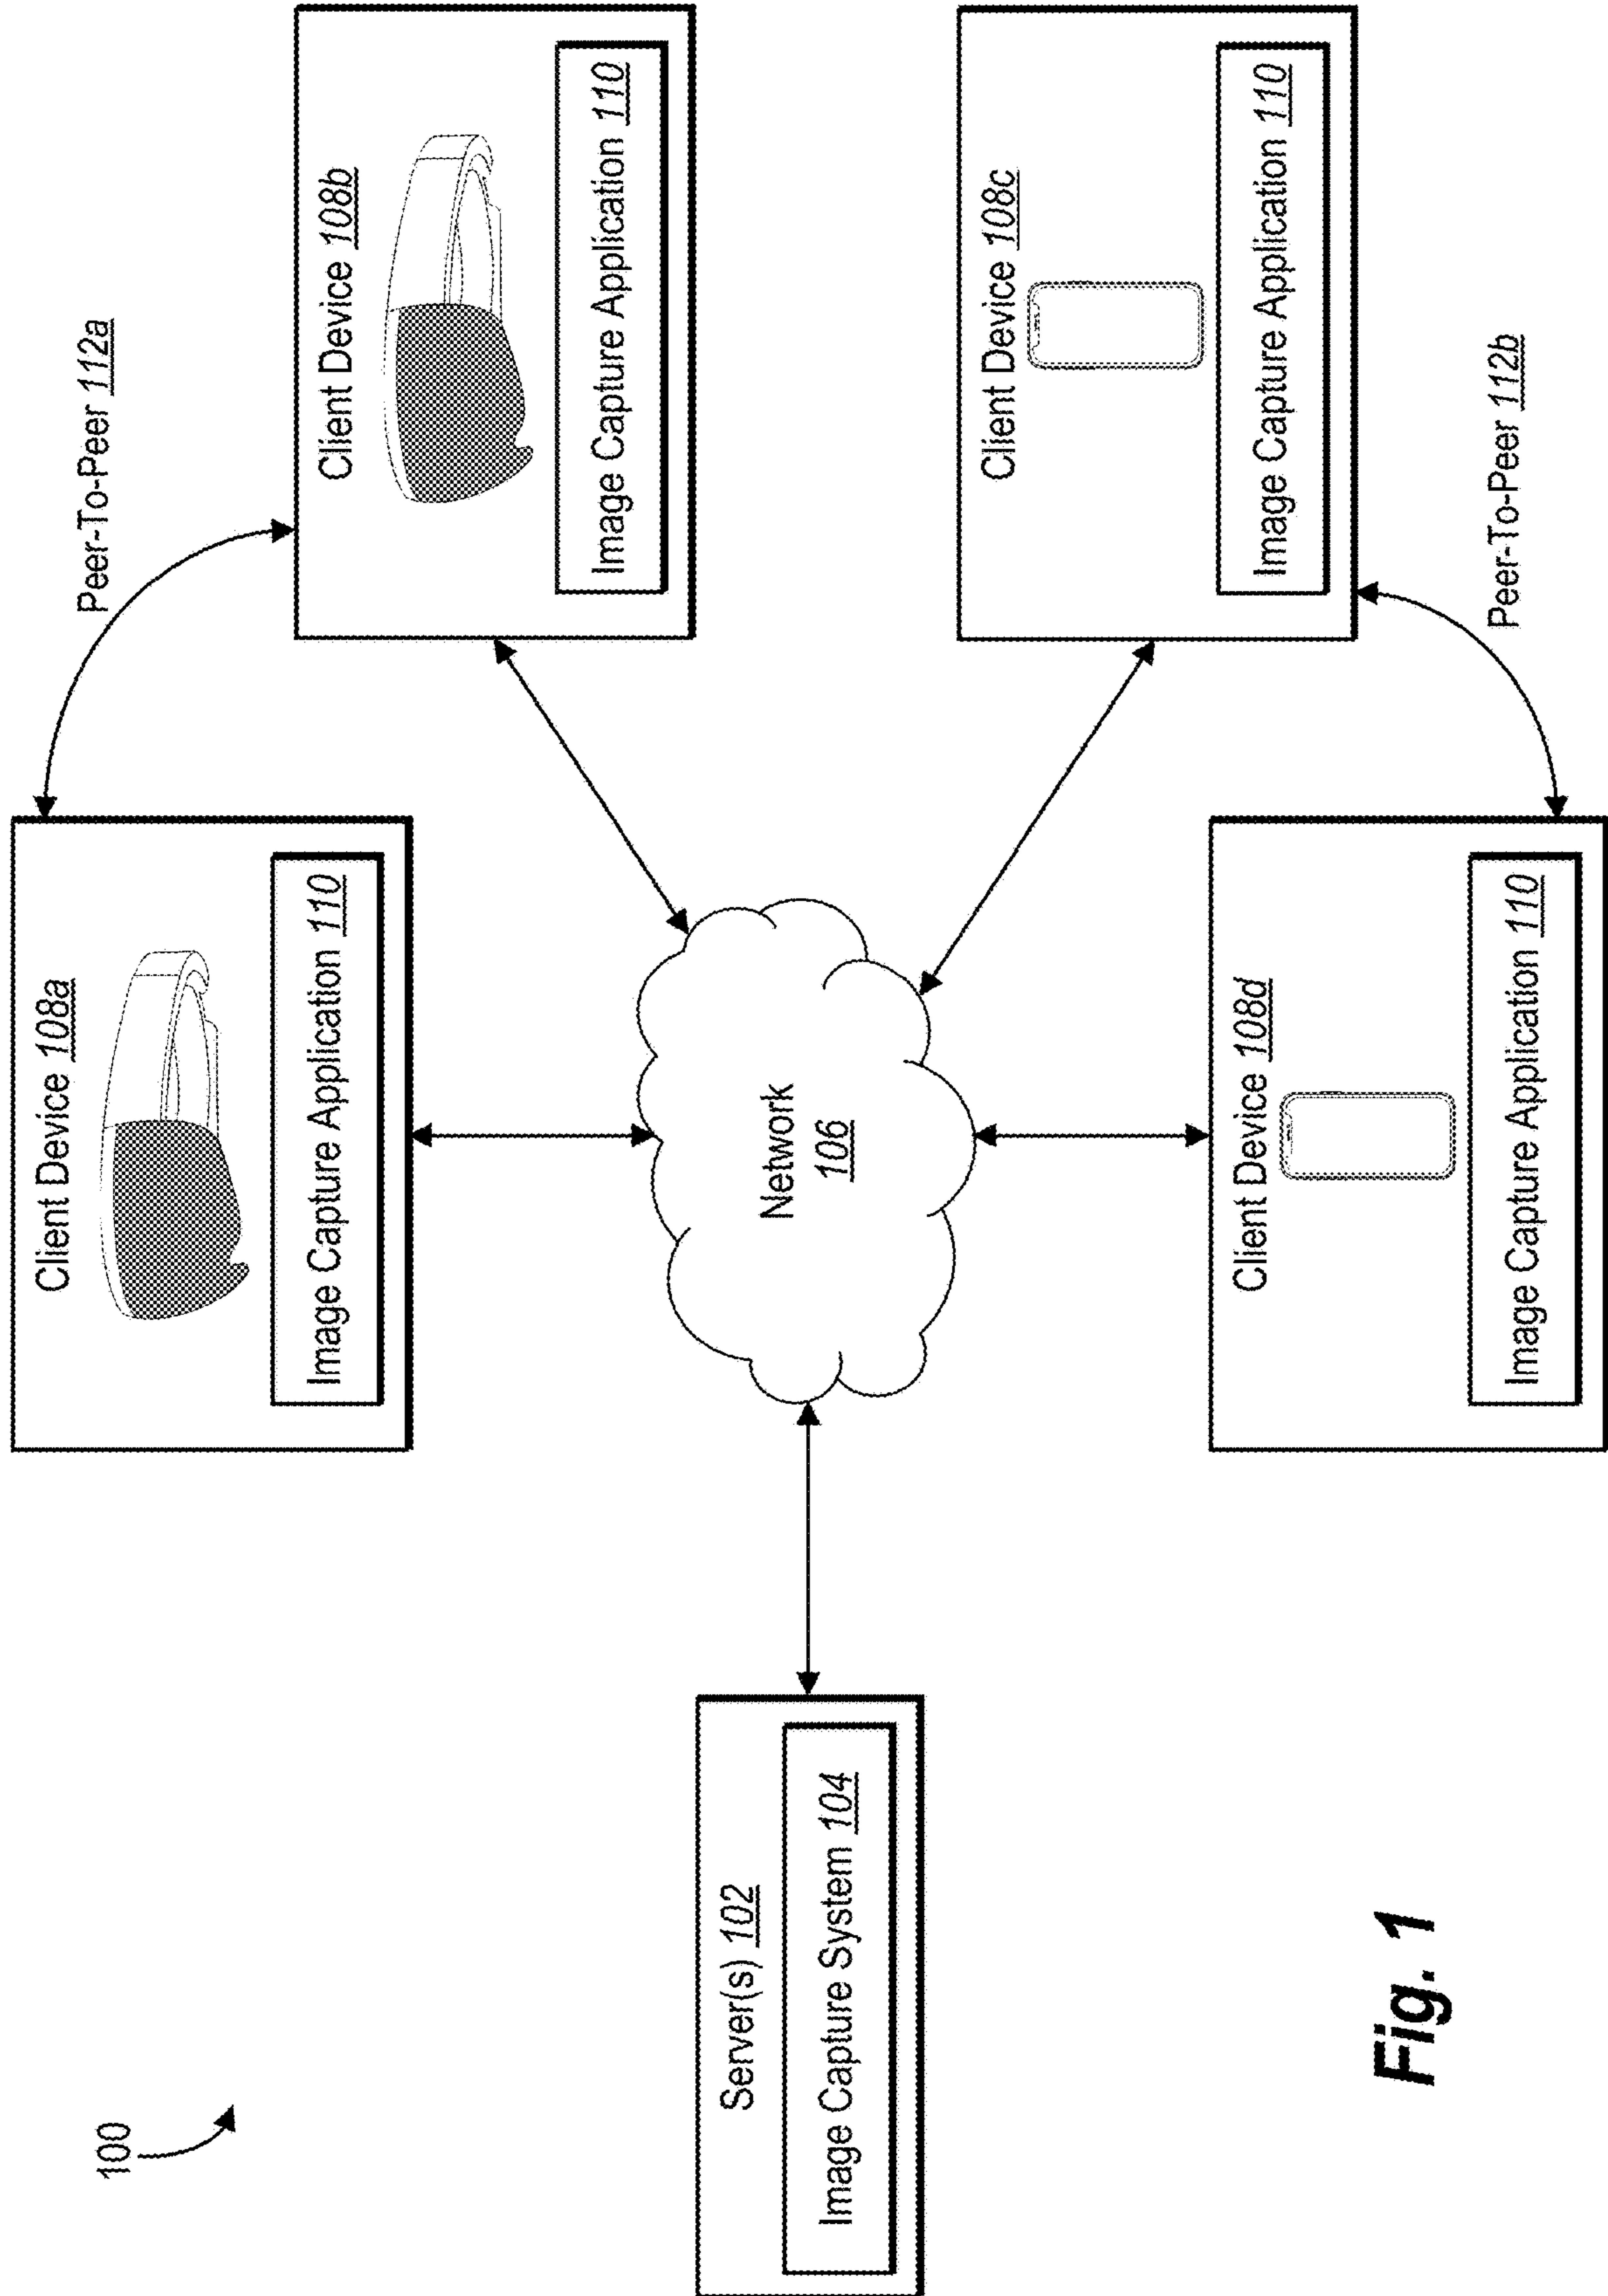 100
Server(s) 102
Image Capture System 104
Network
106
Client Device 108a
Image Capture Application 110
Peer-To-Peer 112a
Client Device 108b
Image Capture Application 110
Client Device 108c
Image Capture Application 110
Peer-To-Peer 112b
Client Device 108d
Image Capture Application 110
Fig. 1